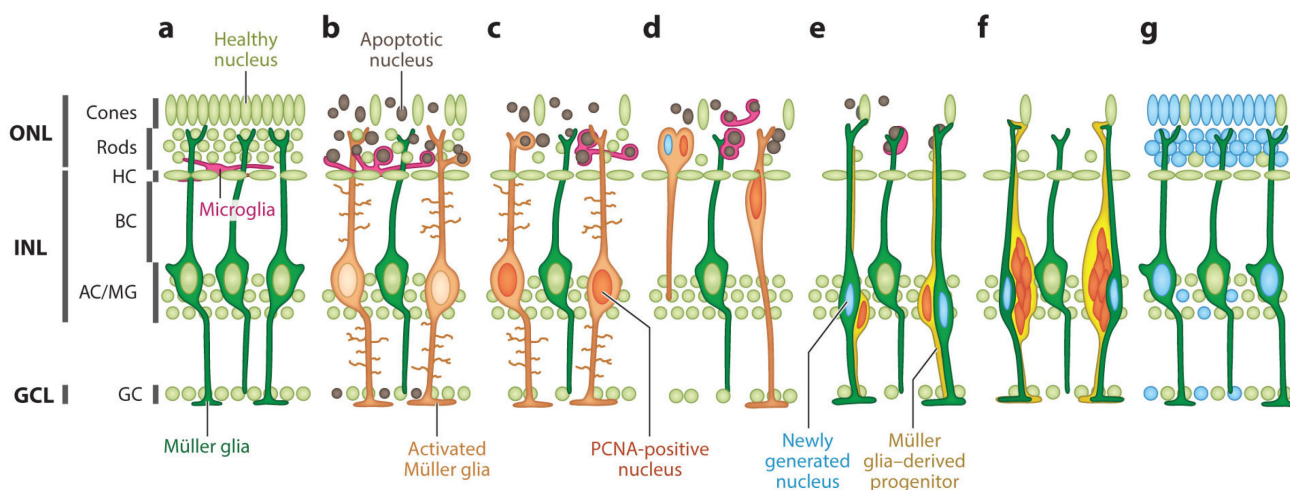 a
b
c
d
e
f
g
Healthy
nucleus
Apoptotic
nucleus
ONL
Cones
Rods
HC
Microglia
INL
BC
AC/MG
GCL
GC
Müller glia
Activated
Müller glia
PCNA-positive
nucleus
Newly
generated
nucleus
Müller
glia–derived
progenitor